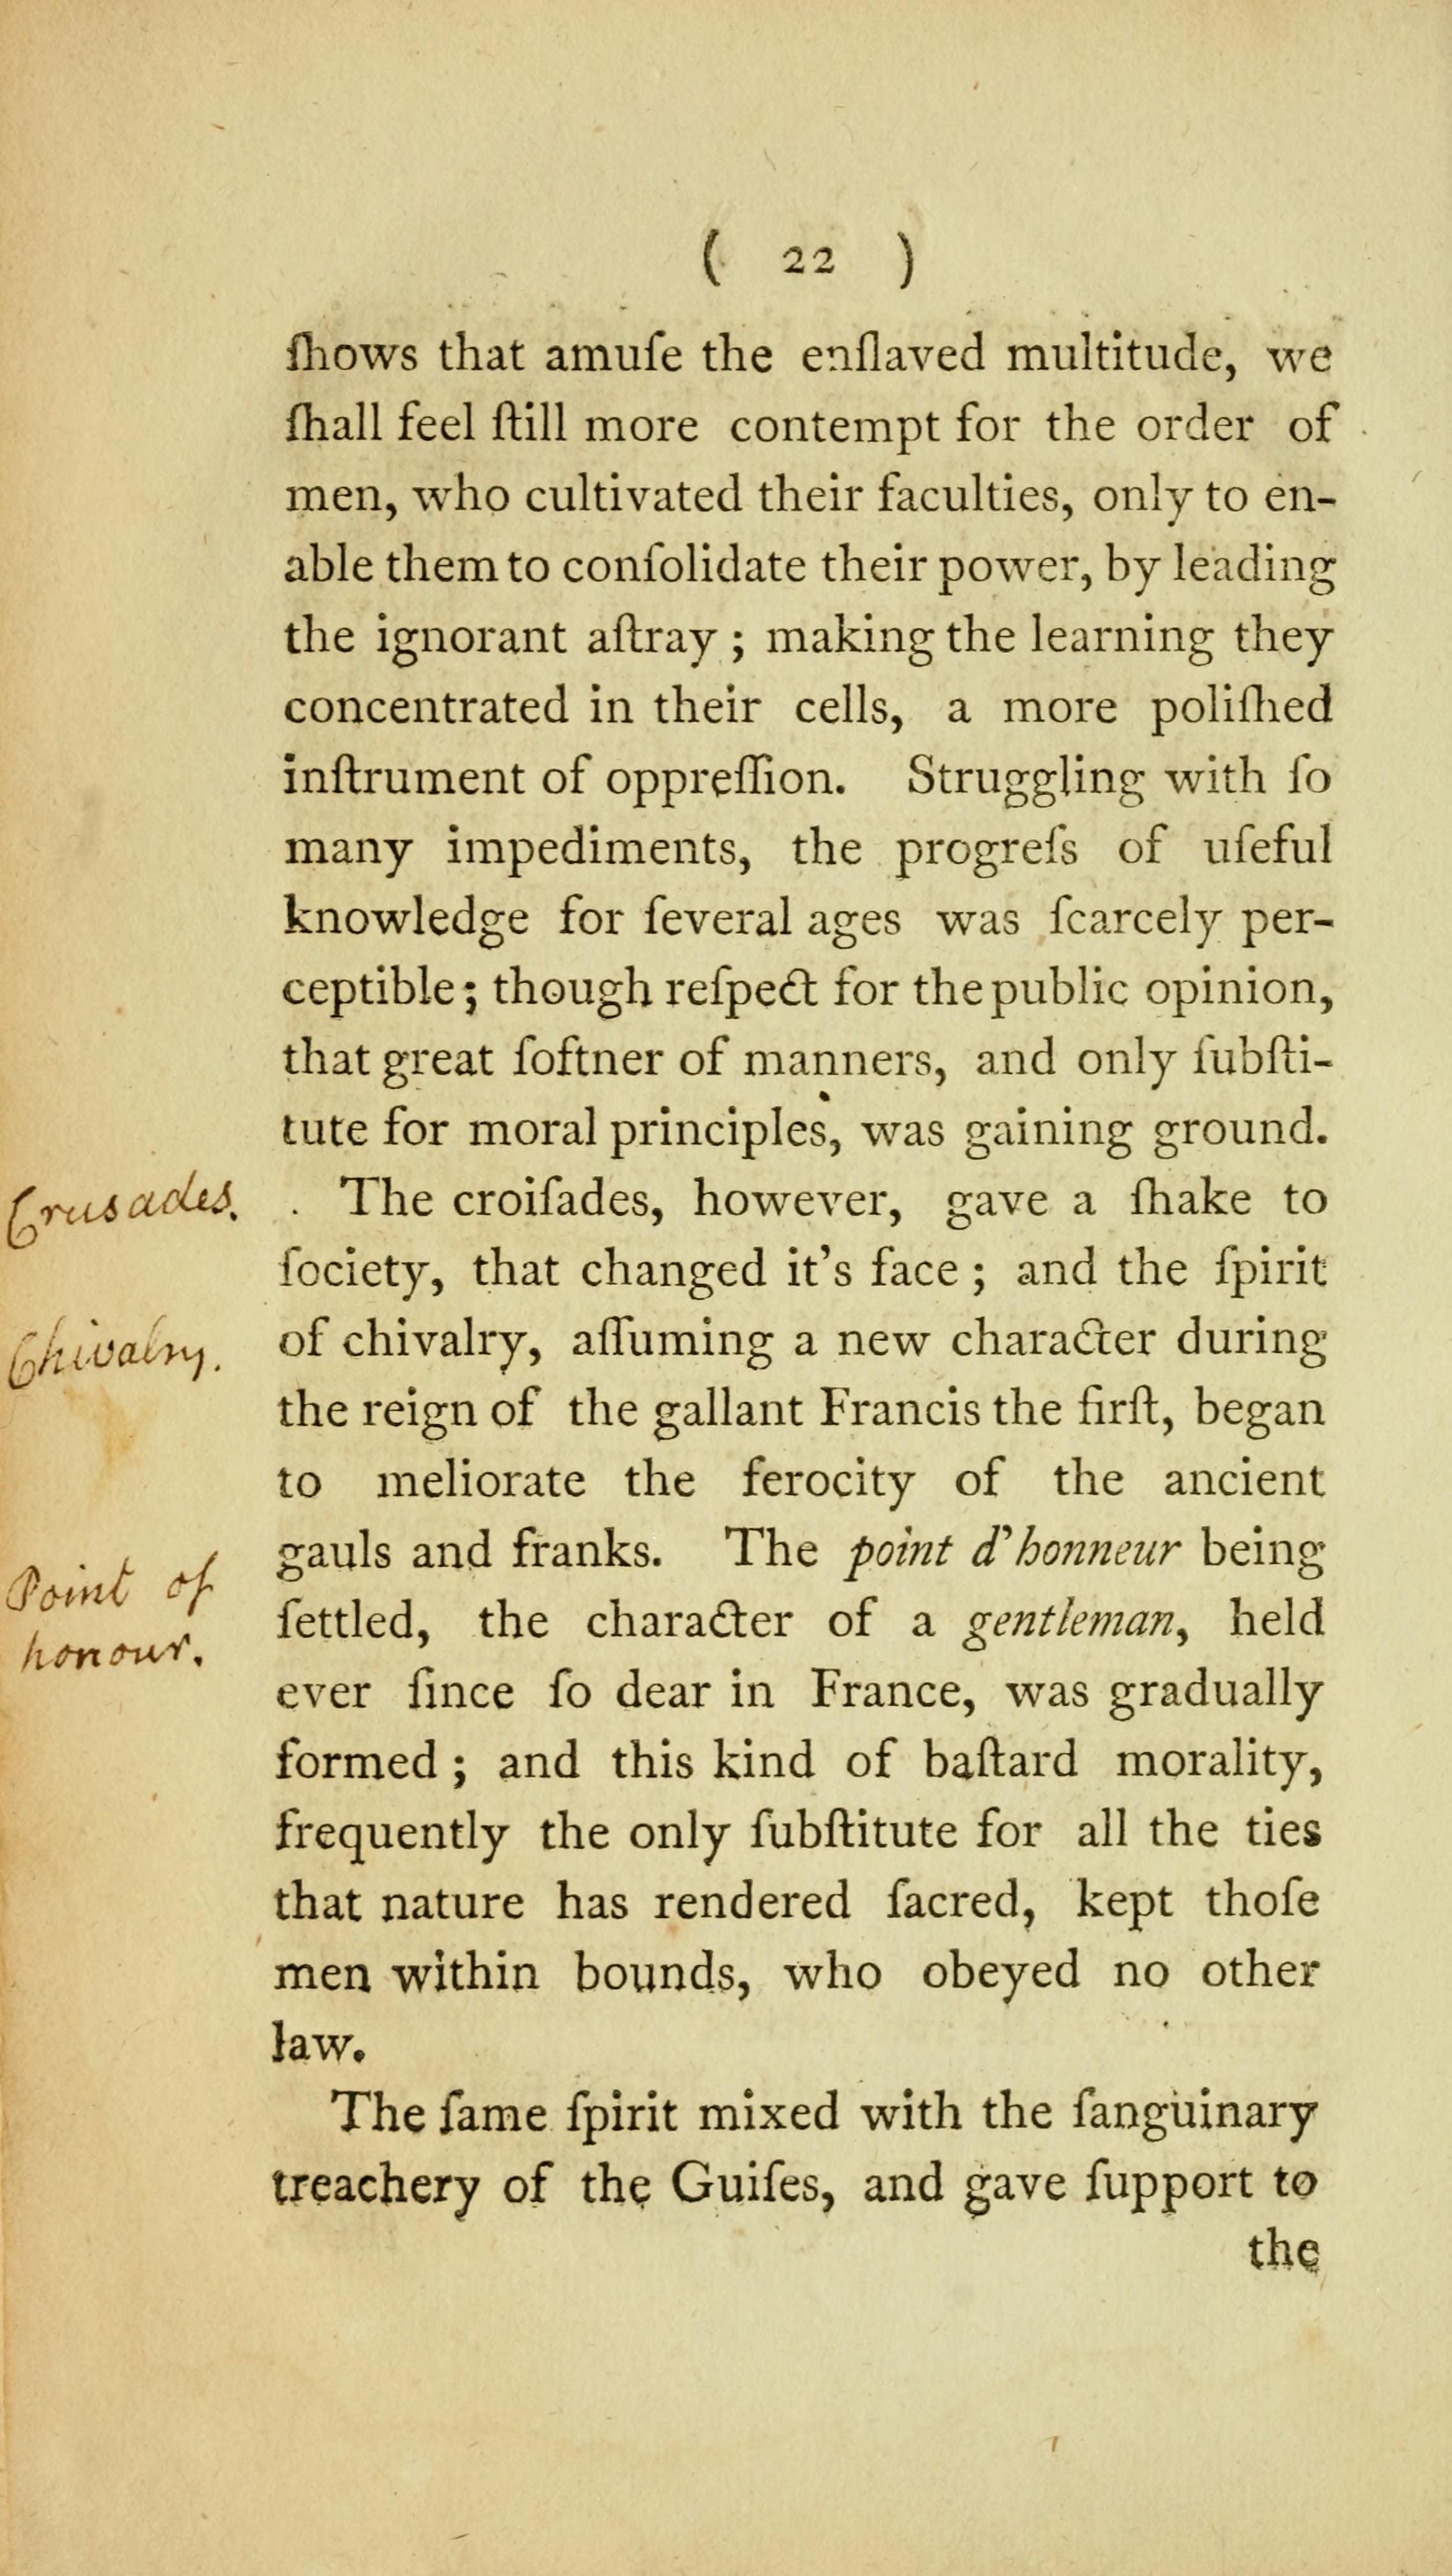 ( 22 )
ſhows that amuſe the enſlaved multitude, we
ſhall feel ſtill more contempt for the order of
men, who cultivated their faculties, only to en-
able them to conſolidate their power, by leading
the ignorant aſtray ; making the learning they
concentrated in their cells, a more poliſhed
inſtrument of oppreſſion. Struggling with ſo
many impediments, the progreſs of uſeful
knowledge for ſeveral ages was ſcarcely per-
ceptible ; though reſpect for the public opinion,
that great ſoftner of manners, and only ſubſti-
tute for moral principles, was gaining ground.
Crusades.
The croiſades, however, gave a ſhake to
ſociety, that changed it's face ; and the ſpirit
Chivalry.
of chivalry, aſſuming a new character during
the reign of the gallant Francis the firſt, began
to meliorate the ferocity of the ancient
gauls and franks. The point d'honneur being
Point of
honour.
ſettled, the character of a gentleman, held
ever ſince ſo dear in France, was gradually
formed ; and this kind of baſtard morality,
frequently the only ſubſtitute for all the ties
that nature has rendered ſacred, kept thoſe
men within bounds, who obeyed no other
law.
The ſame ſpirit mixed with the ſanguinary
treachery of the Guiſes, and gave ſupport to
the